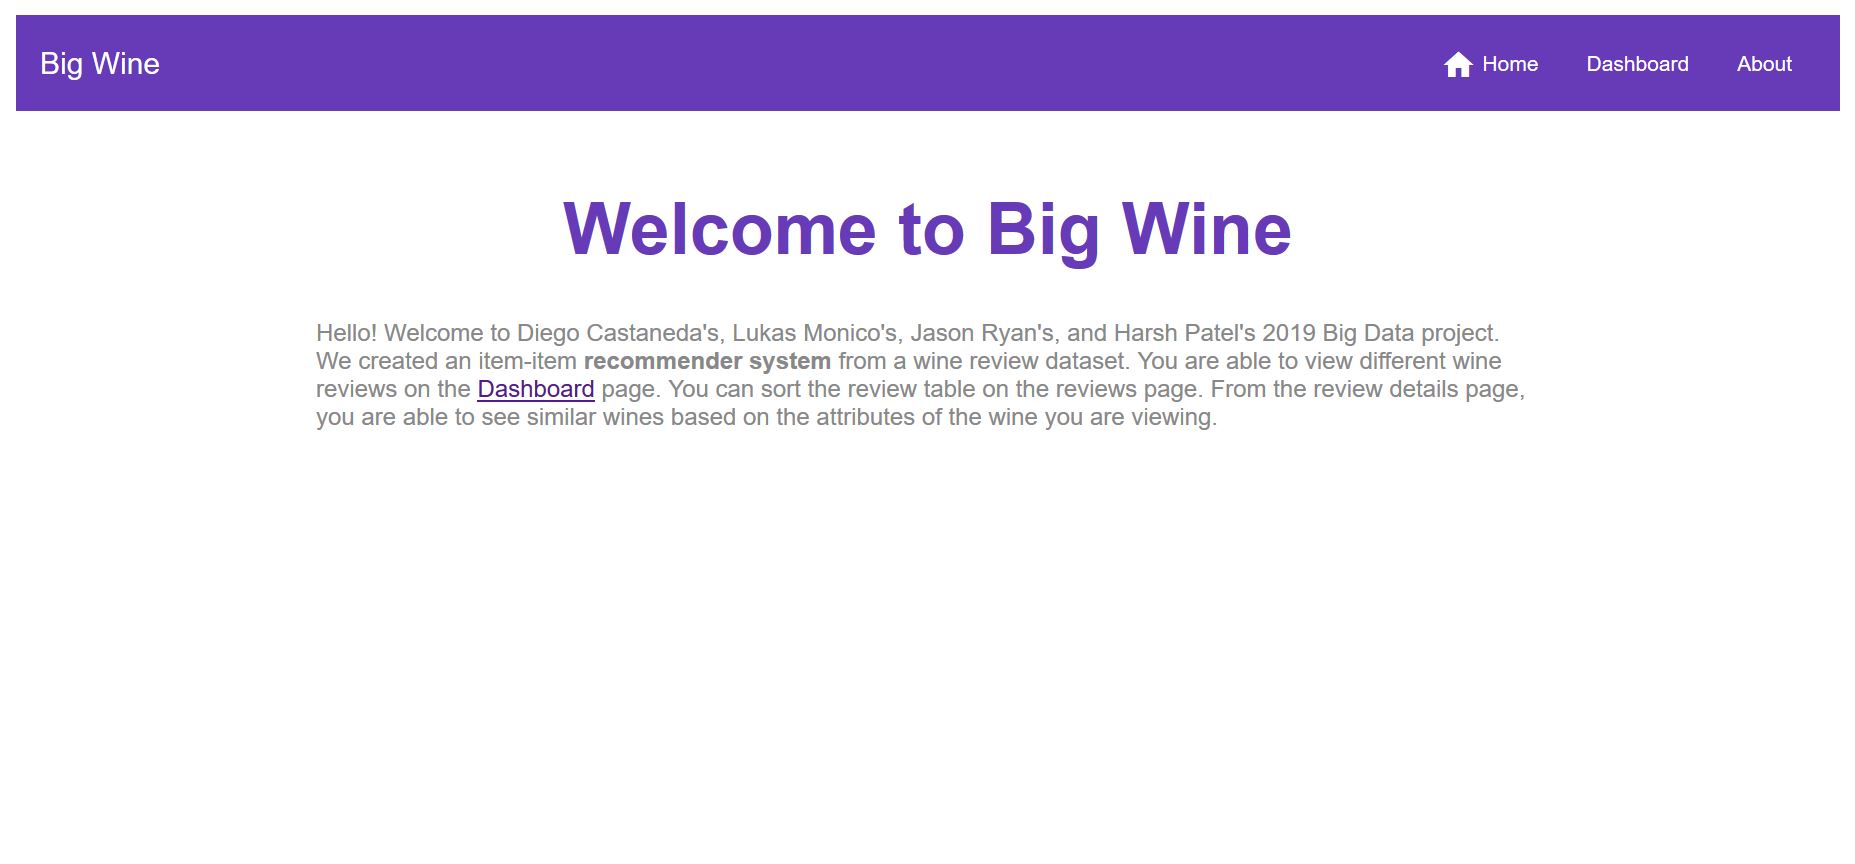 Big Wine
Home
Dashboard
About
Welcome to Big Wine
Hello! Welcome to Diego Castaneda's, Lukas Monico's, Jason Ryan's, and Harsh Patel's 2019 Big Data project.
We created an item-item recommender system from a wine review dataset. You are able to view different wine
reviews on the Dashboard page. You can sort the review table on the reviews page. From the review details page,
you are able to see similar wines based on the attributes of the wine you are viewing.